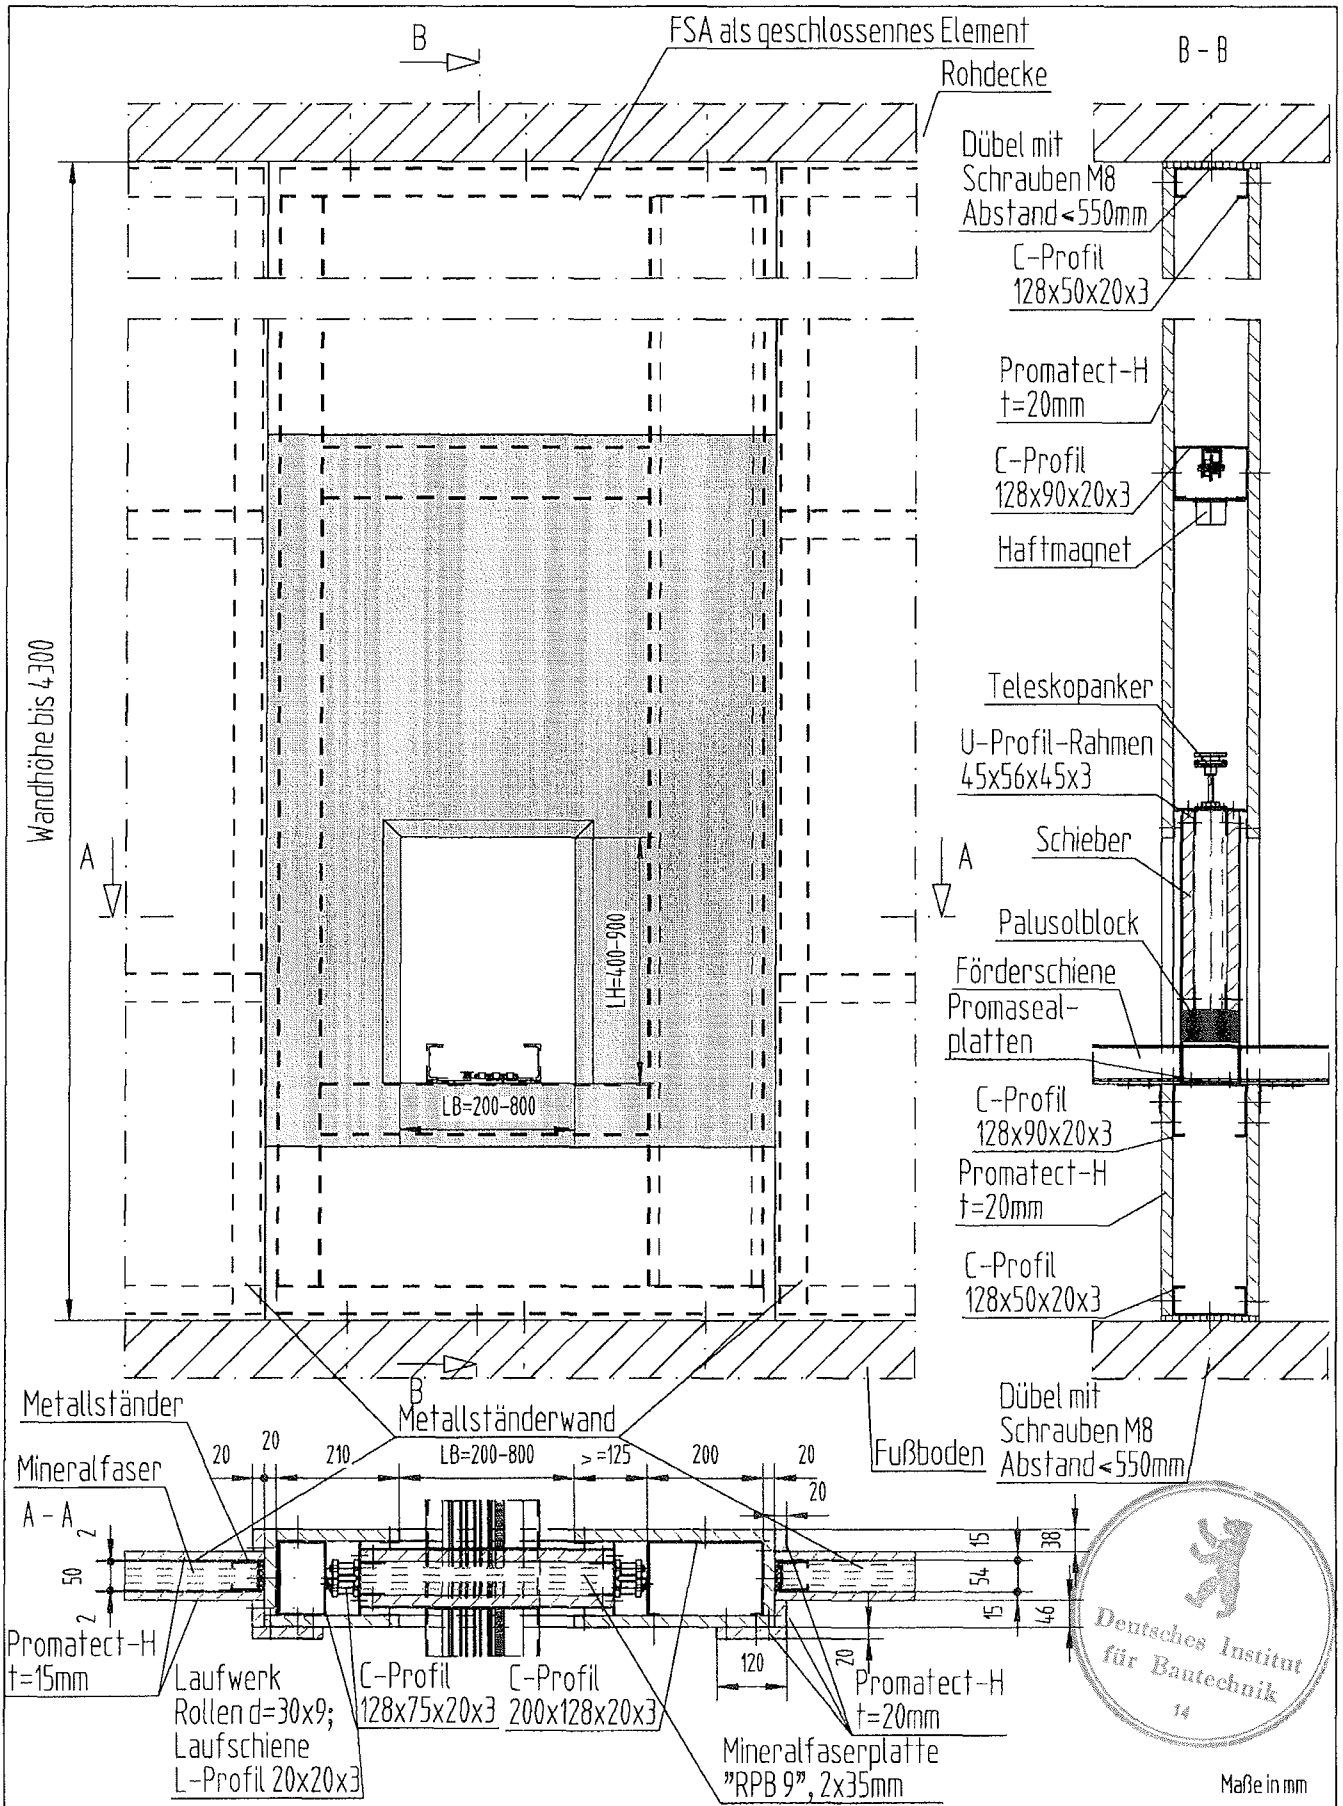 B
FSA als geschlossennes Element
B - B
Rohdecke
Dübel mit
Schrauben M8
Abstand<550mm
C-Profil
128x50x20x3
Promatect-H
t=20mm
C-Profil
128x90x20x3
Haftmagnet
Wandhöhe bis 4300
Teleskopanker
U-Profil-Rahmen
45x56x45x3
A
A
Schieber
LH=400-900
Palusolblock
Förderschiene
Promaseal-
platten
LB=200-800
C-Profil
128x90x20x3
Promatect-H
t=20mm
C-Profil
128x50x20x3
B
Metallständer
Metallständerwand
Fußboden
Dübel mit
Schrauben M8
Abstand<550mm
20
20
210
LB=200-800
>=125
200
20
20
Mineralfaser
A - A
2
50
2
15
38
54
15
46
20
120
Promatect-H
t=15mm
Laufwerk
Rollen d=30x9;
Laufschiene
L-Profil 20x20x3
C-Profil
128x75x20x3
C-Profil
200x128x20x3
Promatect-H
t=20mm
Mineralfaserplatte
"RPB 9", 2x35mm
Deutsches Institut
für Bautechnik
14
Maße in mm